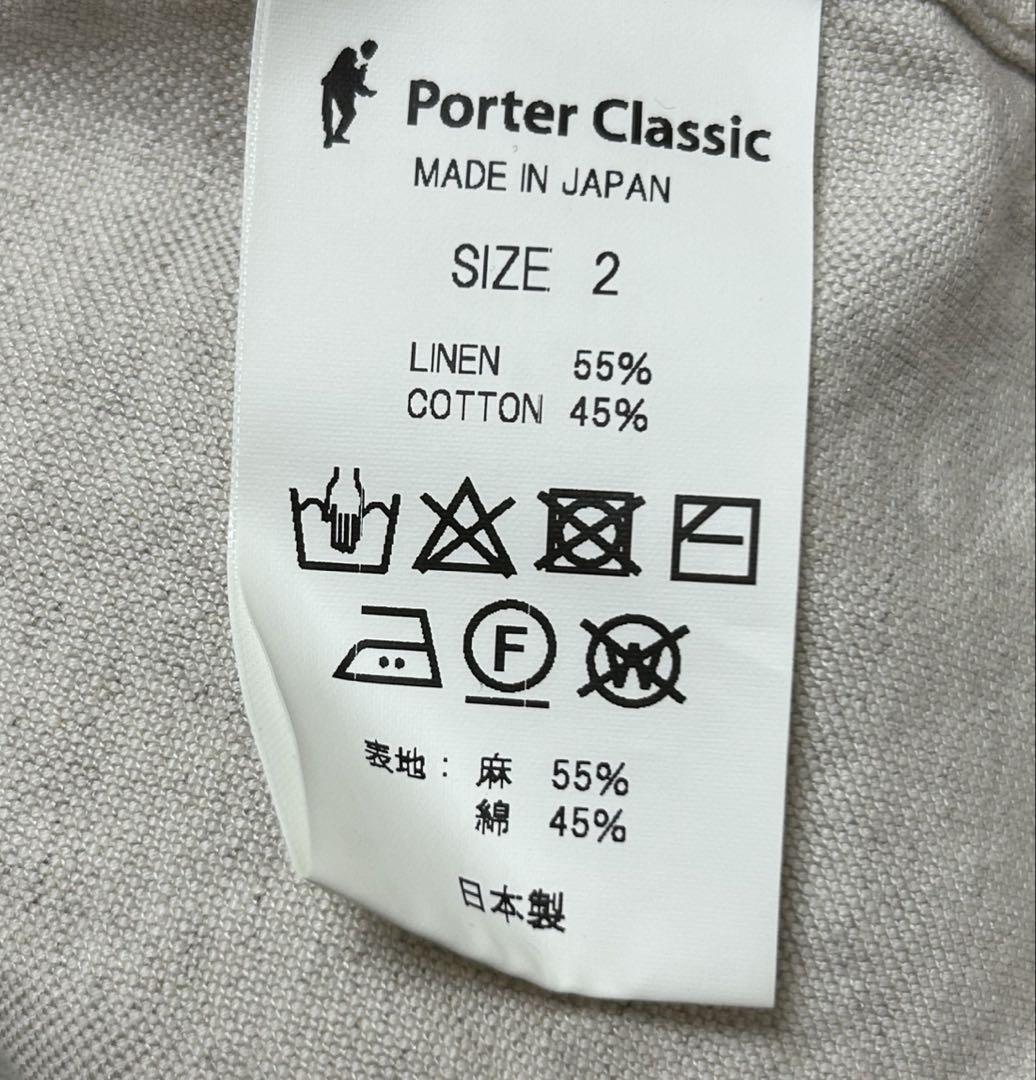 Porter Classic
MADE IN JAPAN
SIZE 2
LINEN 55%
COTTON 45%
F
W
表地: 麻 55%
綿 45%
日本製